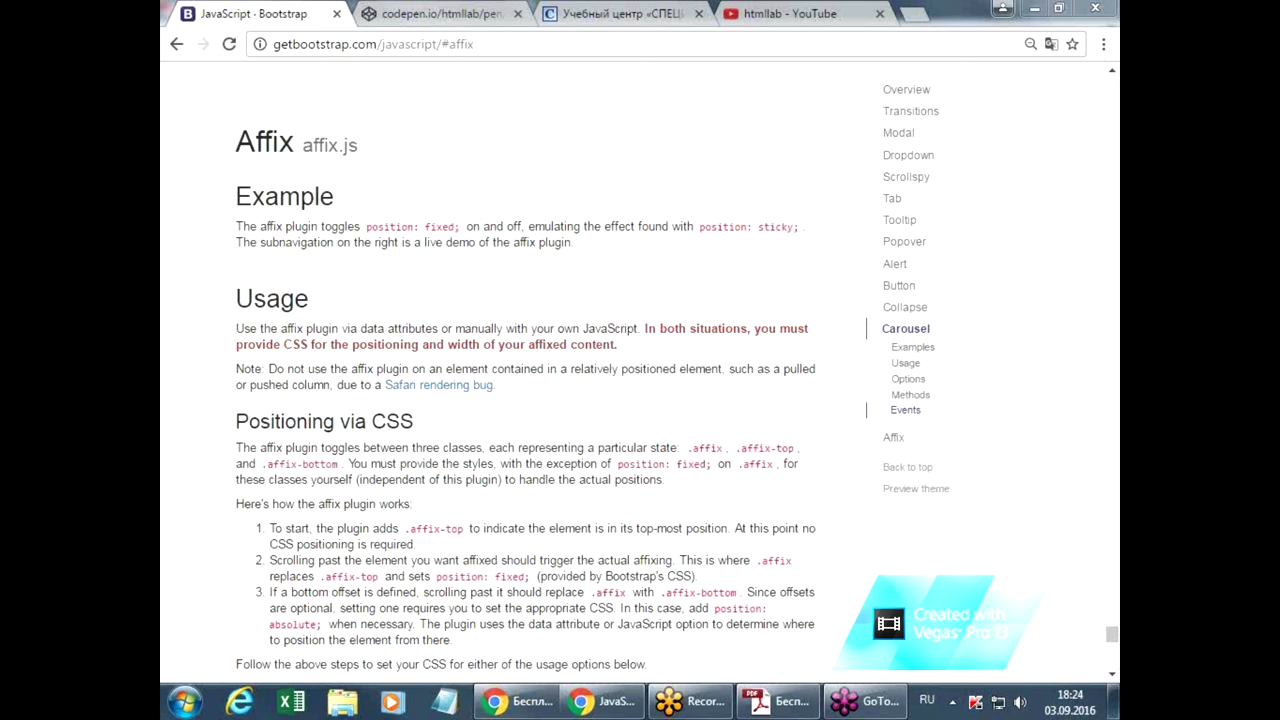 JavaScript · Bootstrap
codepen.io/htmllab/pen
Учебный центр «СПЕЦ
htmllab - YouTube
getbootstrap.com/javascript/#affix
Affix affix.js
Example
The affix plugin toggles position: fixed; on and off, emulating the effect found with position: sticky; .
The subnavigation on the right is a live demo of the affix plugin.
Usage
Use the affix plugin via data attributes or manually with your own JavaScript. In both situations, you must
provide CSS for the positioning and width of your affixed content.
Note: Do not use the affix plugin on an element contained in a relatively positioned element, such as a pulled
or pushed column, due to a Safari rendering bug.
Positioning via CSS
The affix plugin toggles between three classes, each representing a particular state: .affix , .affix-top ,
and .affix-bottom . You must provide the styles, with the exception of position: fixed; on .affix , for
these classes yourself (independent of this plugin) to handle the actual positions.
Here's how the affix plugin works:
1. To start, the plugin adds .affix-top to indicate the element is in its top-most position. At this point no
CSS positioning is required.
2. Scrolling past the element you want affixed should trigger the actual affixing. This is where .affix
replaces .affix-top and sets position: fixed; (provided by Bootstrap's CSS).
3. If a bottom offset is defined, scrolling past it should replace .affix with .affix-bottom . Since offsets
are optional, setting one requires you to set the appropriate CSS. In this case, add position:
absolute; when necessary. The plugin uses the data attribute or JavaScript option to determine where
to position the element from there.
Follow the above steps to set your CSS for either of the usage options below.
Overview
Transitions
Modal
Dropdown
Scrollspy
Tab
Tooltip
Popover
Alert
Button
Collapse
Carousel
Examples
Usage
Options
Methods
Events
Affix
Back to top
Preview theme
Created with
Vegas Pro 13
Беспл...
JavaS...
Recor...
PDF
Бесп...
GoTo...
RU
18:24
03.09.2016